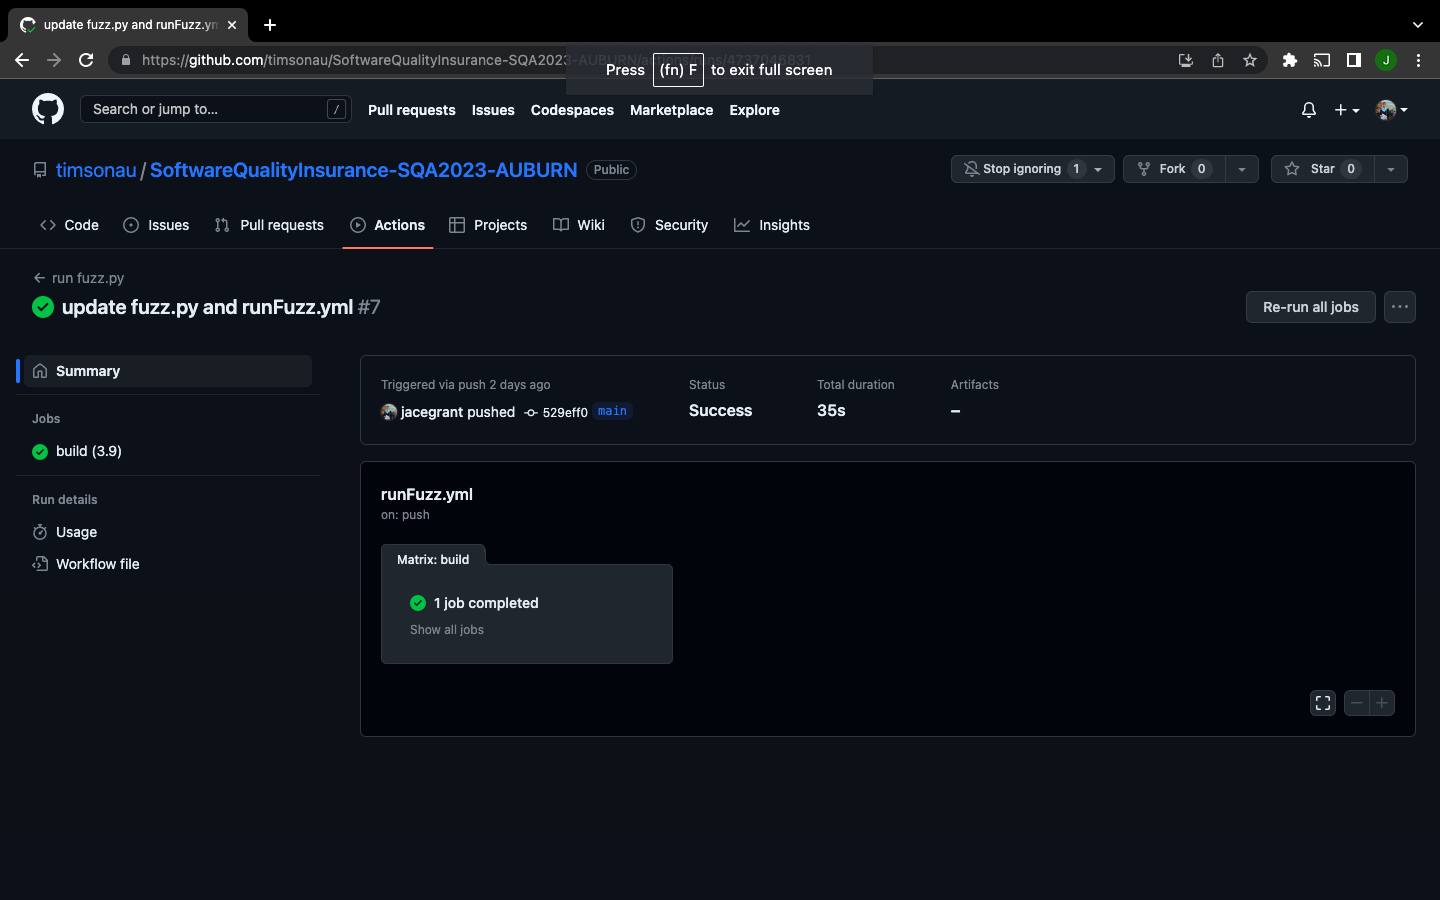 update fuzz.py and runFuzz.ym
https://github.com/timsonau/SoftwareQualityInsurance-SQA2023-AUBURN/actions/runs/4737046831
Press (fn) F to exit full screen
J
Search or jump to...
/
Pull requests
Issues
Codespaces
Marketplace
Explore
timsonau / SoftwareQualityInsurance-SQA2023-AUBURN Public
Stop ignoring 1
Fork 0
Star 0
Code
Issues
Pull requests
Actions
Projects
Wiki
Security
Insights
run fuzz.py
update fuzz.py and runFuzz.yml #7
Re-run all jobs
Summary
Jobs
build (3.9)
Run details
Usage
Workflow file
Triggered via push 2 days ago
jacegrant pushed 529eff0 main
Status
Success
Total duration
35s
Artifacts
–
runFuzz.yml
on: push
Matrix: build
1 job completed
Show all jobs